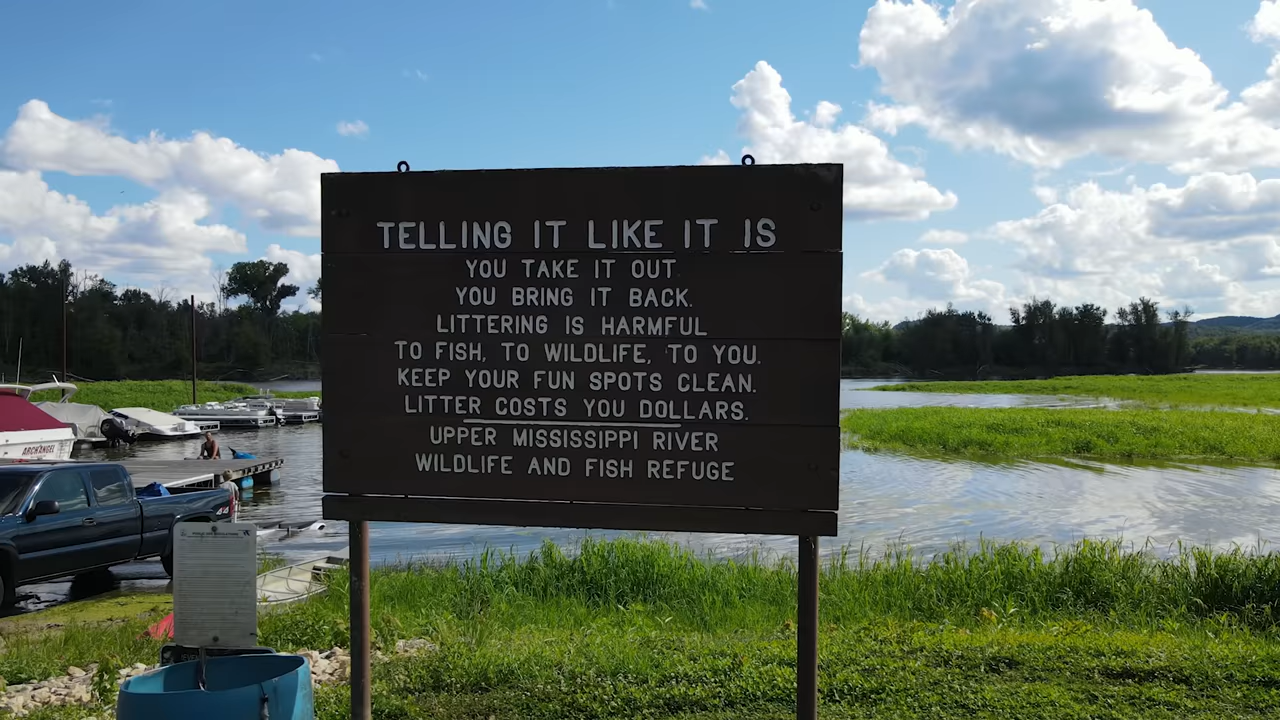 TELLING IT LIKE IT IS
YOU TAKE IT OUT
YOU BRING IT BACK.
LITTERING IS HARMFUL
TO FISH, TO WILDLIFE, TO YOU.
KEEP YOUR FUN SPOTS CLEAN.
LITTER COSTS YOU DOLLARS.
UPPER MISSISSIPPI RIVER
WILDLIFE AND FISH REFUGE
ARCHANGEL
4x4